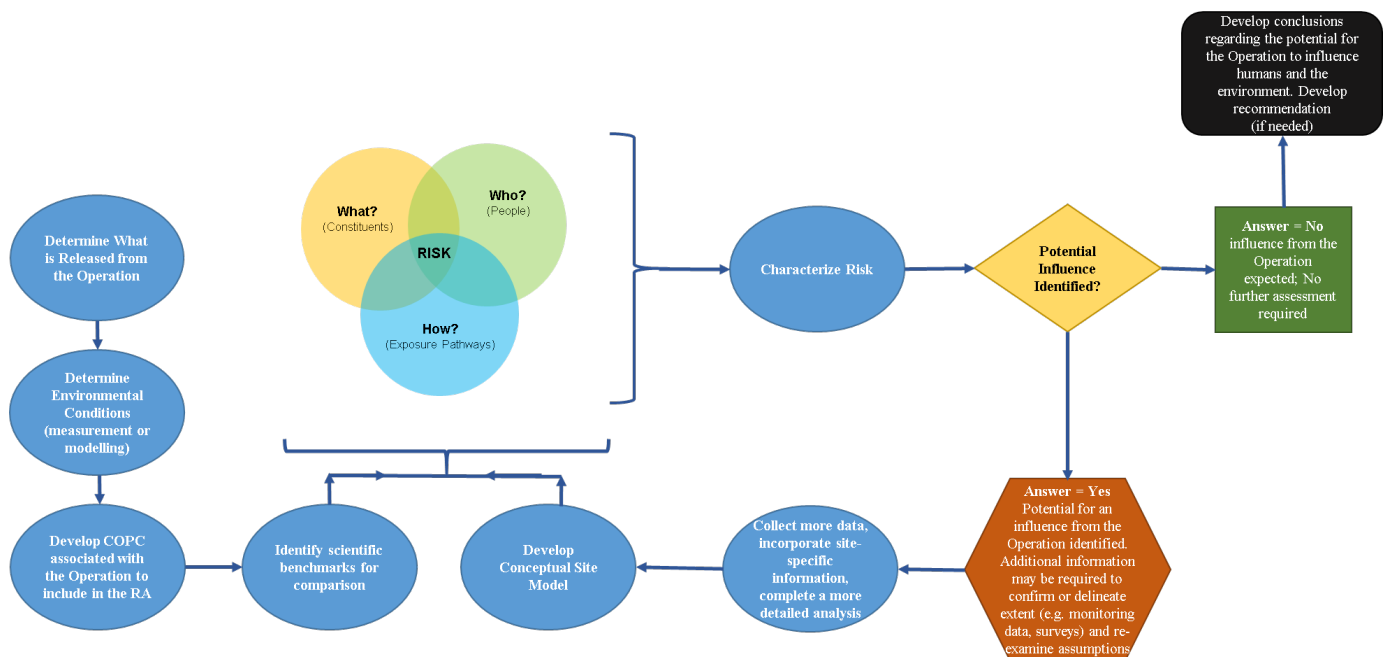 Determine What
is Released from
the Operation
Determine
Environmental
Conditions
(measurement or
modelling)
Develop COPC
associated with
the Operation to
include in the RA
Identify scientific
benchmarks for
comparison
What?
(Constituents)
Who?
(People)
RISK
How?
(Exposure Pathways)
Develop
Conceptual Site
Model
Characterize Risk
Potential
Influence
Identified?
Answer = No
influence from the
Operation
expected; No
further assessment
required
Develop conclusions
regarding the potential for
the Operation to influence
humans and the
environment. Develop
recommendation
(if needed)
Answer = Yes
Potential for an
influence from the
Operation identified.
Additional information
may be required to
confirm or delineate
extent (e.g. monitoring
data, surveys) and re-
examine assumptions
Collect more data,
incorporate site-
specific
information,
complete a more
detailed analysis